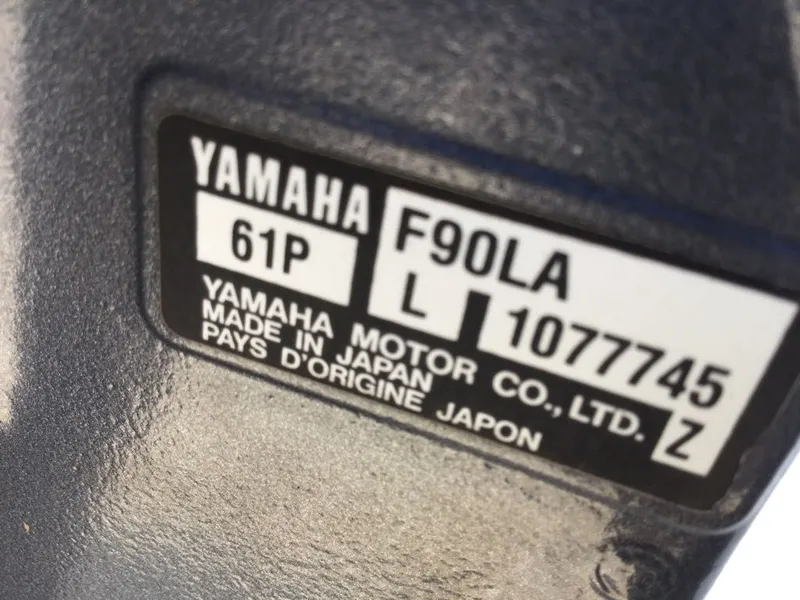 YAMAHA
F90LA
61P
L 1077745
YAMAHA MOTOR CO., LTD.
MADE IN JAPAN
PAYS D'ORIGINE JAPON
Z